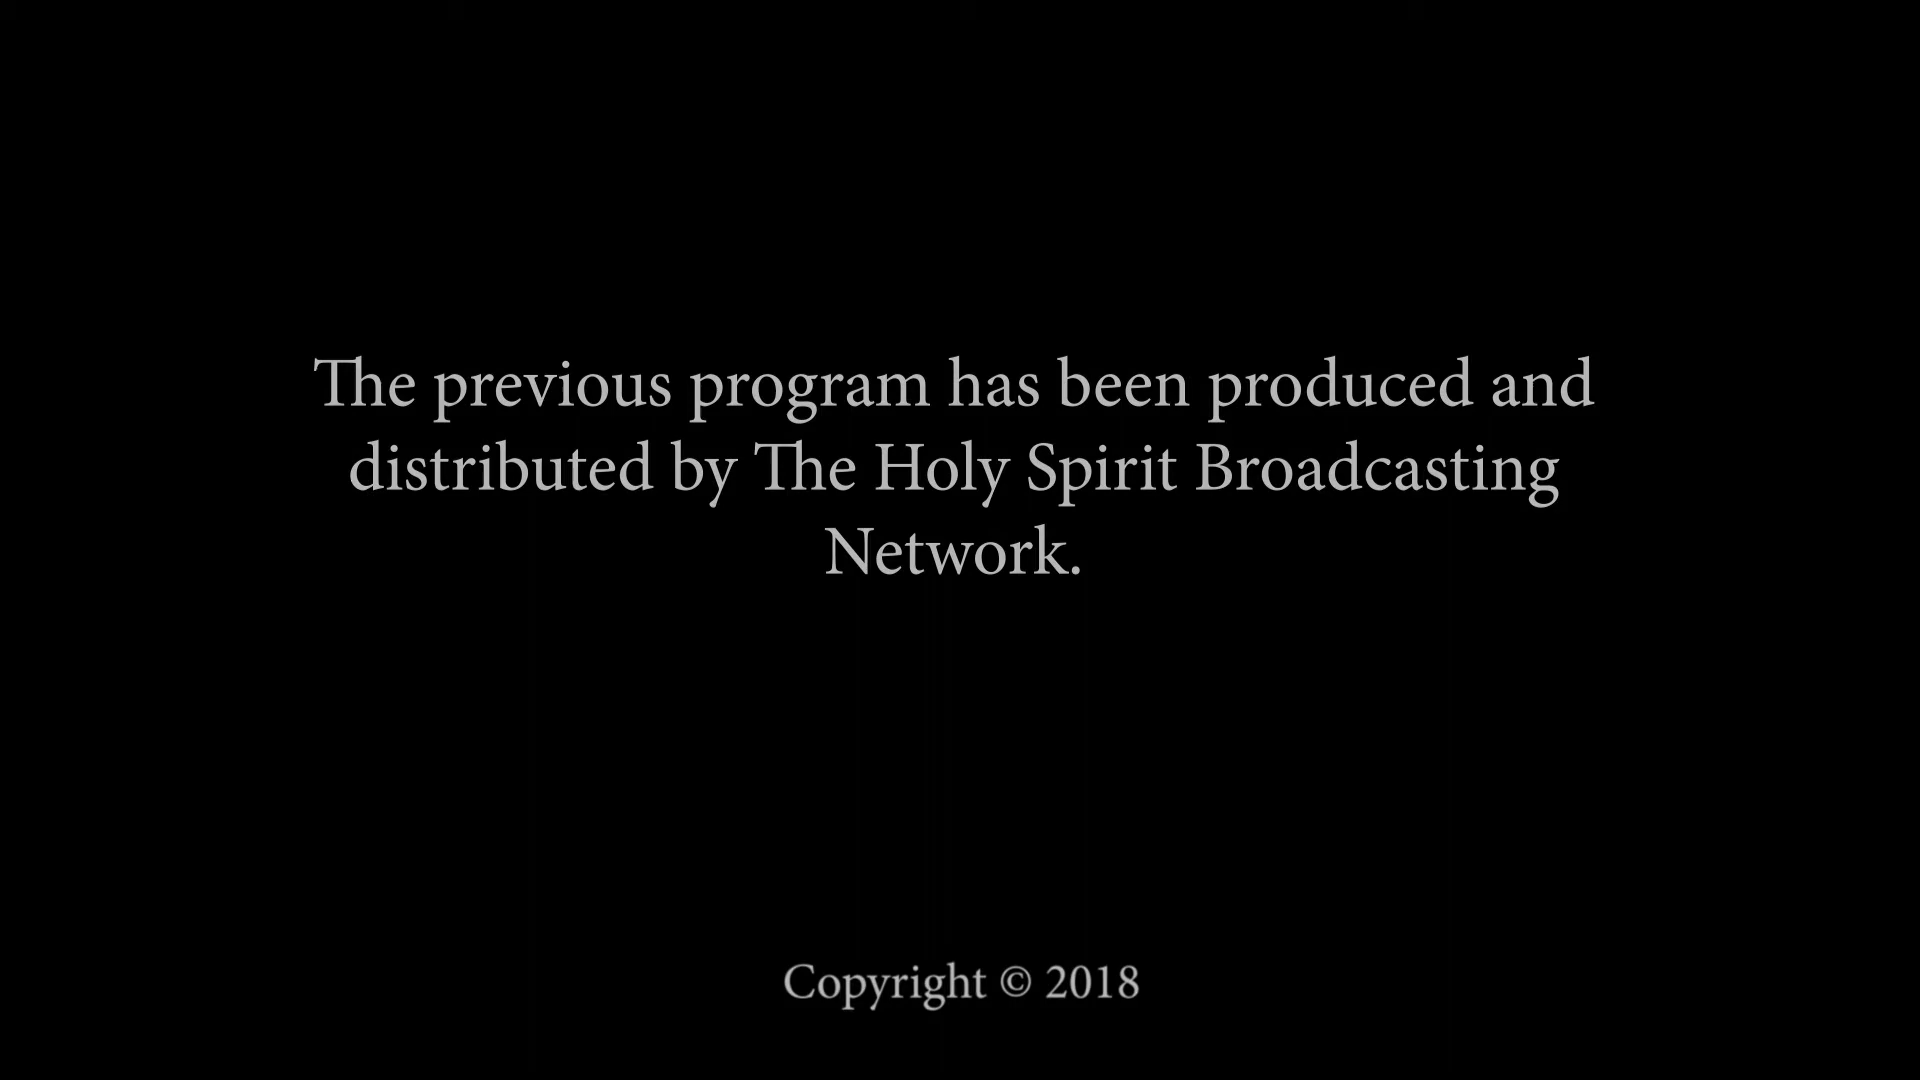 The previous program has been produced and
distributed by The Holy Spirit Broadcasting
Network.
Copyright © 2018